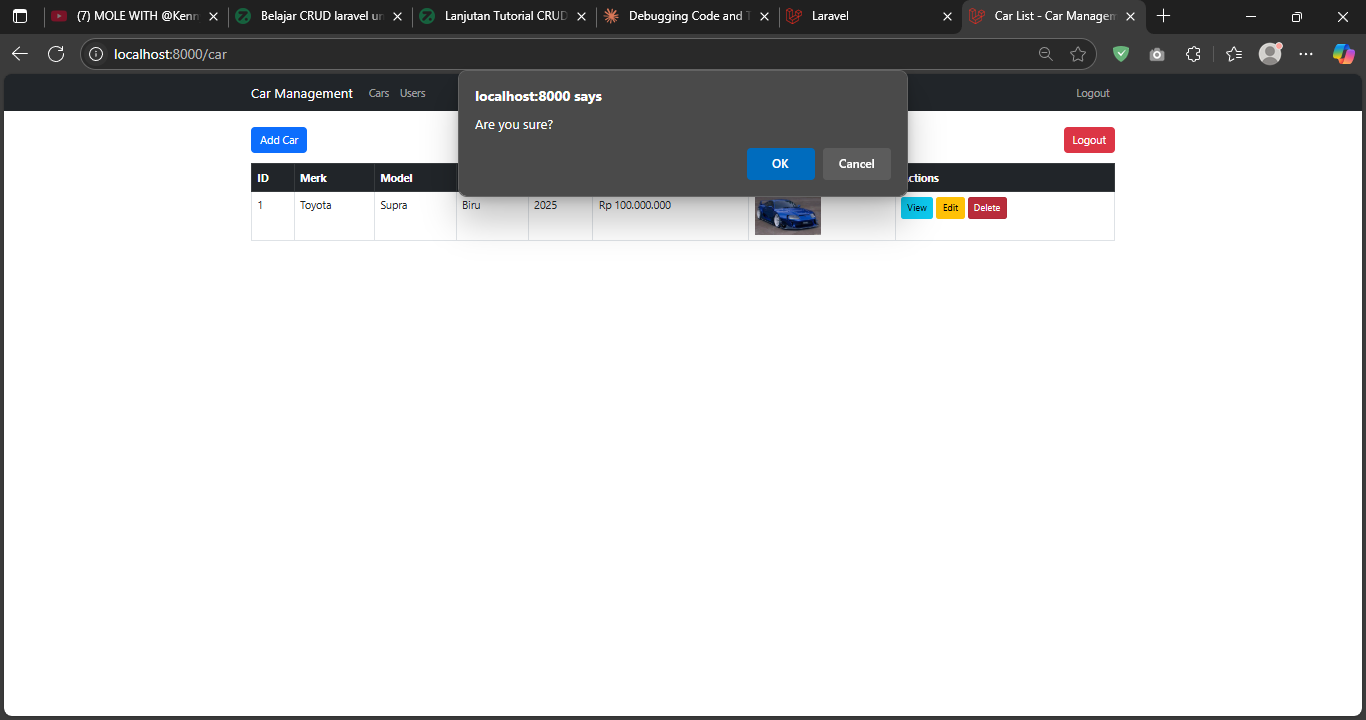 (7) MOLE WITH @Kenn
Belajar CRUD laravel un
Lanjutan Tutorial CRUD
Debugging Code and T
Laravel
Car List - Car Managem
localhost:8000/car
Car Management Cars Users Logout
localhost:8000 says
Are you sure?
OK Cancel
Add Car Logout
ID Merk Model ctions
1 Toyota Supra Biru 2025 Rp 100.000.000 View Edit Delete